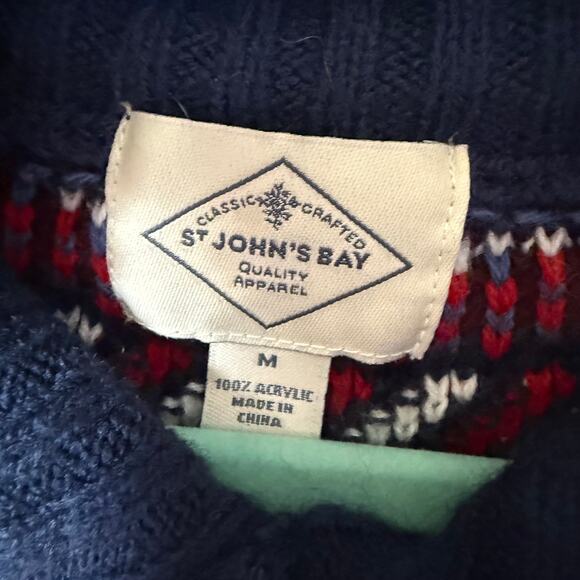 CLASSIC & CRAFTED
ST JOHN'S BAY
QUALITY
APPAREL
M
100% ACRYLIC
MADE IN
CHINA